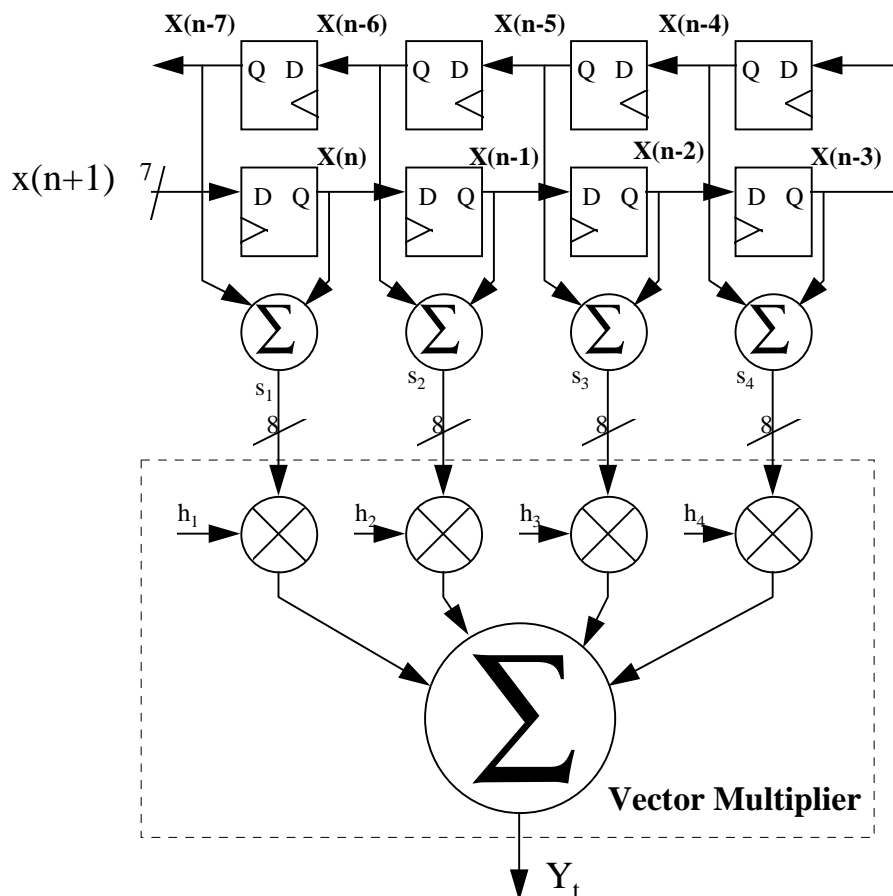 X(n-7) X(n-6) X(n-5) X(n-4)
Q D Q D Q D Q D
x(n+1) 7 X(n) X(n-1) X(n-2) X(n-3)
D Q D Q D Q D Q
Σ Σ Σ Σ
s₁ s₂ s₃ s₄
8 8 8 8
h₁ h₂ h₃ h₄
Σ
Vector Multiplier
Yₜ